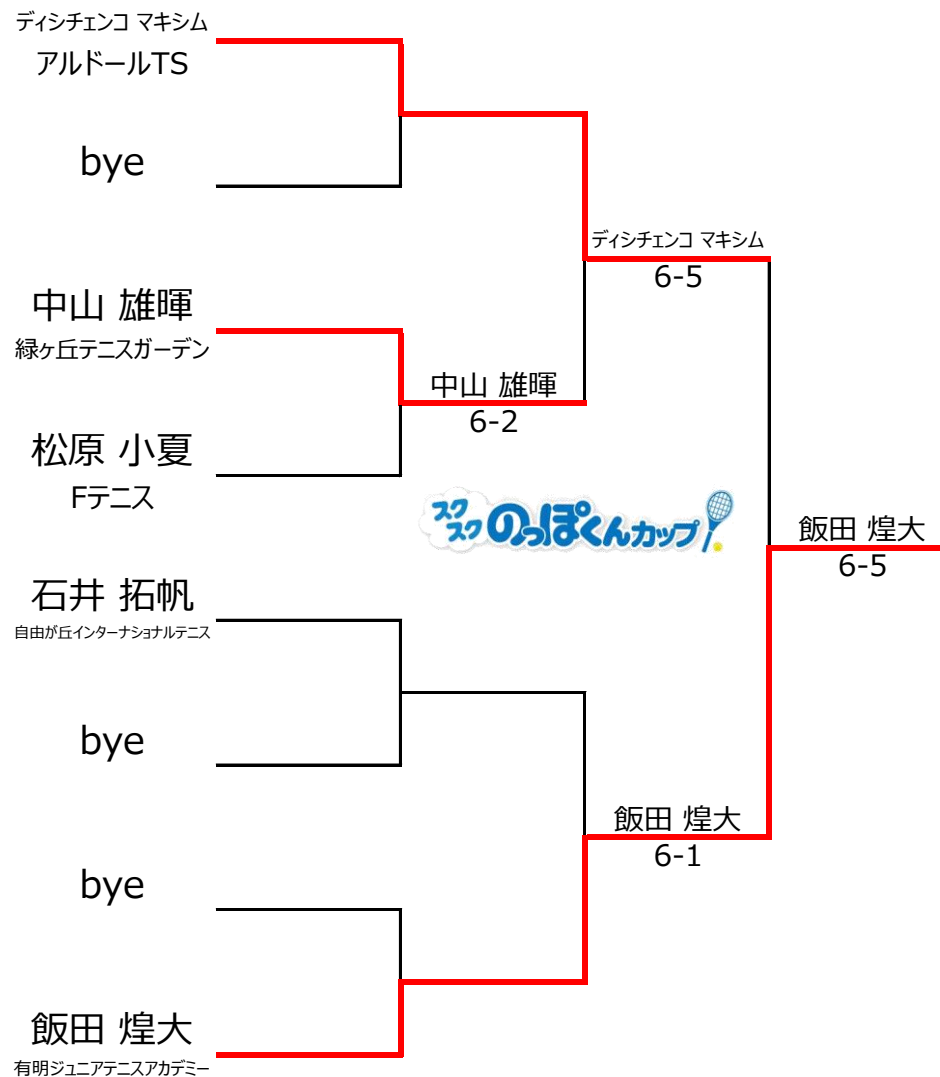 ディシチェンコ マキシム
アルドールTS
bye
ディシチェンコ マキシム
6-5
中山 雄暉
緑ヶ丘テニスガーデン
中山 雄暉
6-2
松原 小夏
Fテニス
スクスク のっぽくんカップ!
飯田 煌大
6-5
石井 拓帆
自由が丘インターナショナルテニス
bye
飯田 煌大
6-1
bye
飯田 煌大
有明ジュニアテニスアカデミー